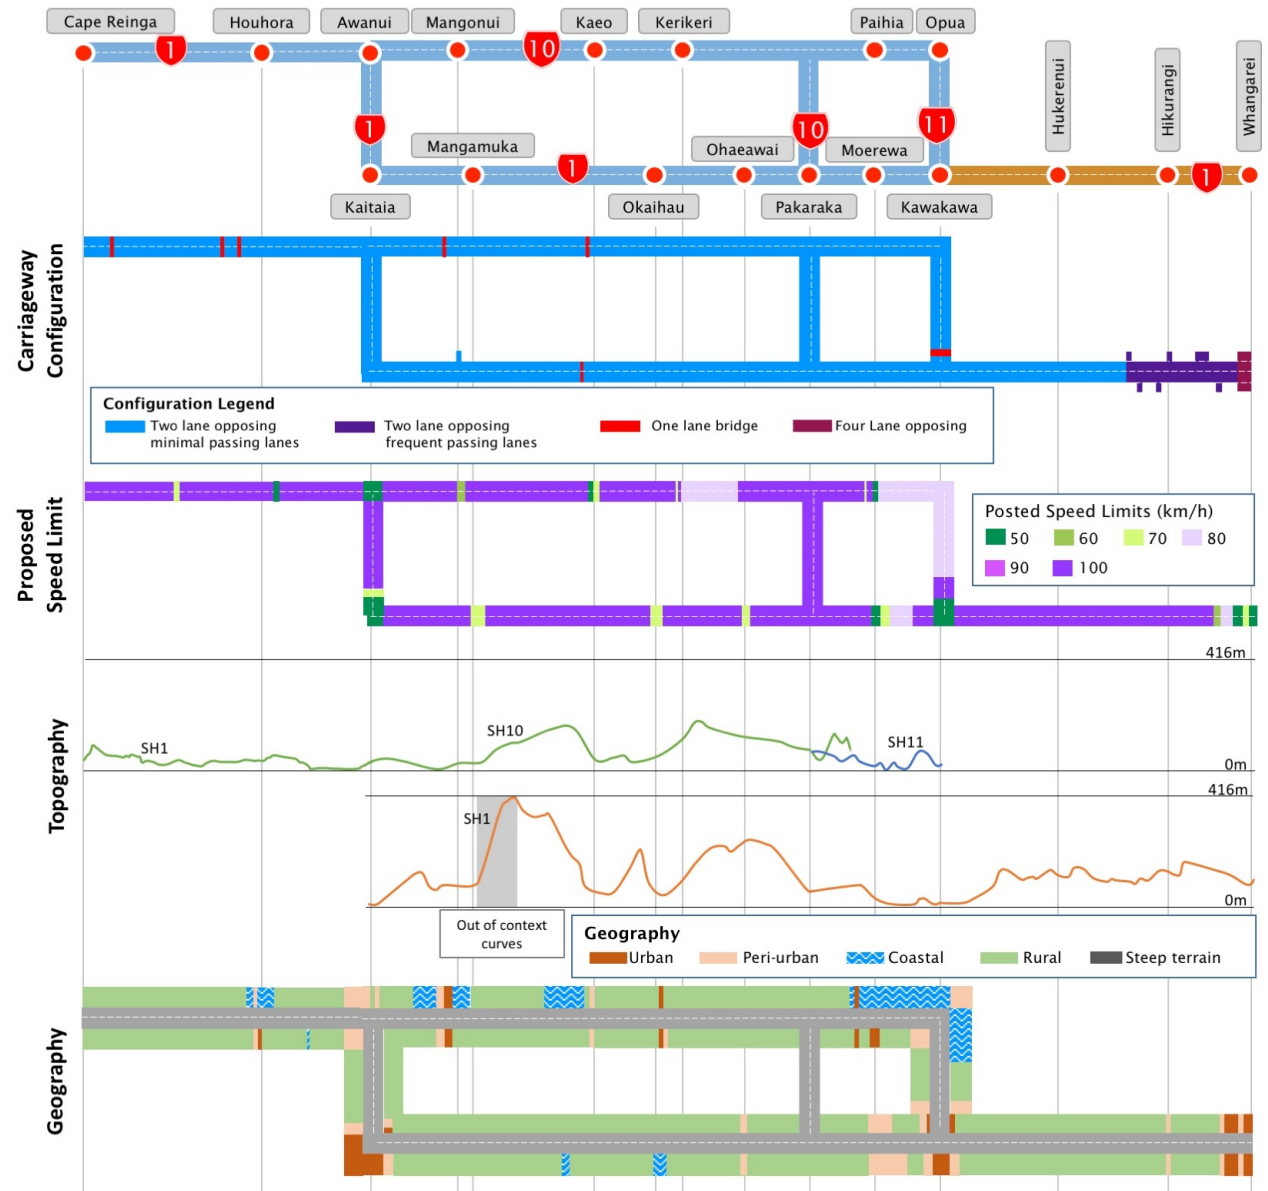 Cape Reinga
Houhora
Awanui
Mangonui
Kaeo
Kerikeri
Paihia
Opua
1
10
Hukerenui
Hikurangi
Whangarei
1
10
11
Mangamuka
1
Ohaeawai
Moerewa
1
Kaitaia
Okaihau
Pakaraka
Kawakawa
Carriageway
Configuration
Configuration Legend
Two lane opposing
minimal passing lanes
Two lane opposing
frequent passing lanes
One lane bridge
Four Lane opposing
Proposed
Speed Limit
Posted Speed Limits (km/h)
50
60
70
80
90
100
416m
Topography
SH1
SH10
SH11
0m
416m
SH1
0m
Out of context
curves
Geography
Urban
Peri-urban
Coastal
Rural
Steep terrain
Geography